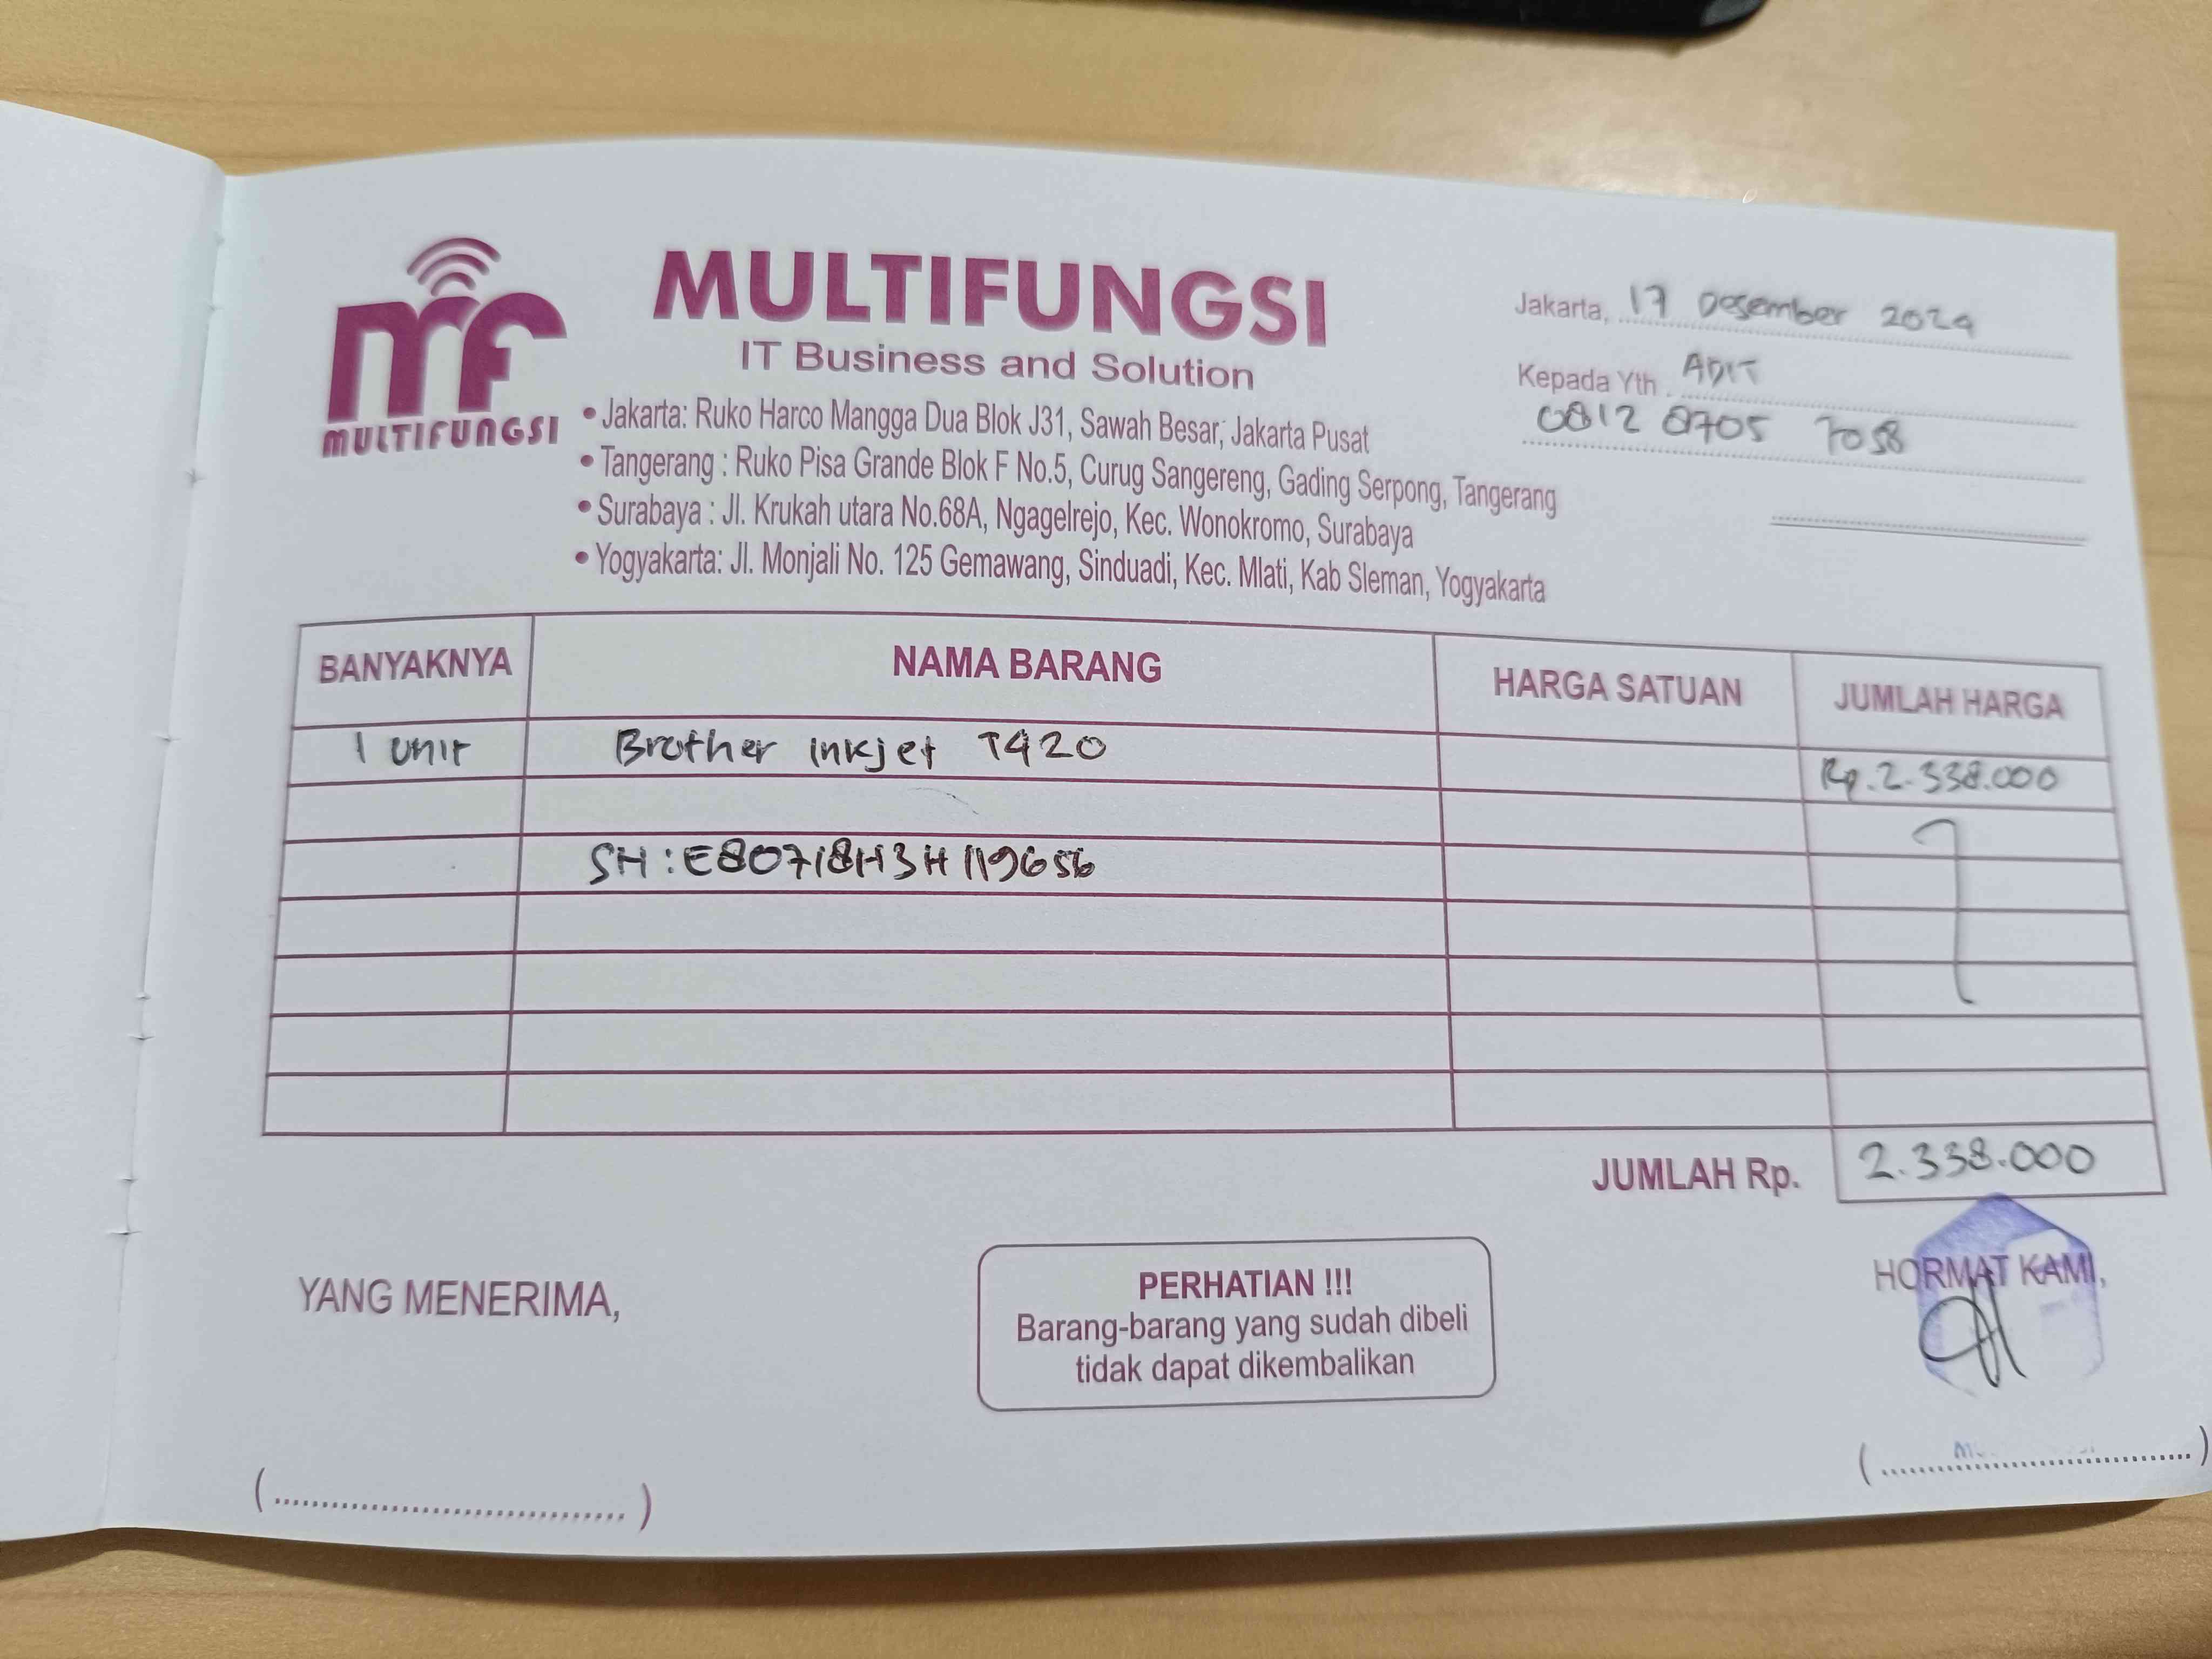 mf
MULTIFUNGSI
MULTIFUNGSI
IT Business and Solution
• Jakarta: Ruko Harco Mangga Dua Blok J31, Sawah Besar, Jakarta Pusat
• Tangerang : Ruko Pisa Grande Blok F No.5, Curug Sangereng, Gading Serpong, Tangerang
• Surabaya : Jl. Krukah utara No.68A, Ngagelrejo, Kec. Wonokromo, Surabaya
• Yogyakarta: Jl. Monjali No. 125 Gemawang, Sinduadi, Kec. Mlati, Kab Sleman, Yogyakarta
Jakarta, 17 Desember 2024
Kepada Yth. ADIT
0812 8705 7058
BANYAKNYA NAMA BARANG HARGA SATUAN JUMLAH HARGA
1 unit Brother inkjet T420 Rp.2.338.000
SN : E80718H3H119656
JUMLAH Rp. 2.338.000
YANG MENERIMA,
PERHATIAN !!!
Barang-barang yang sudah dibeli
tidak dapat dikembalikan
HORMAT KAMI,